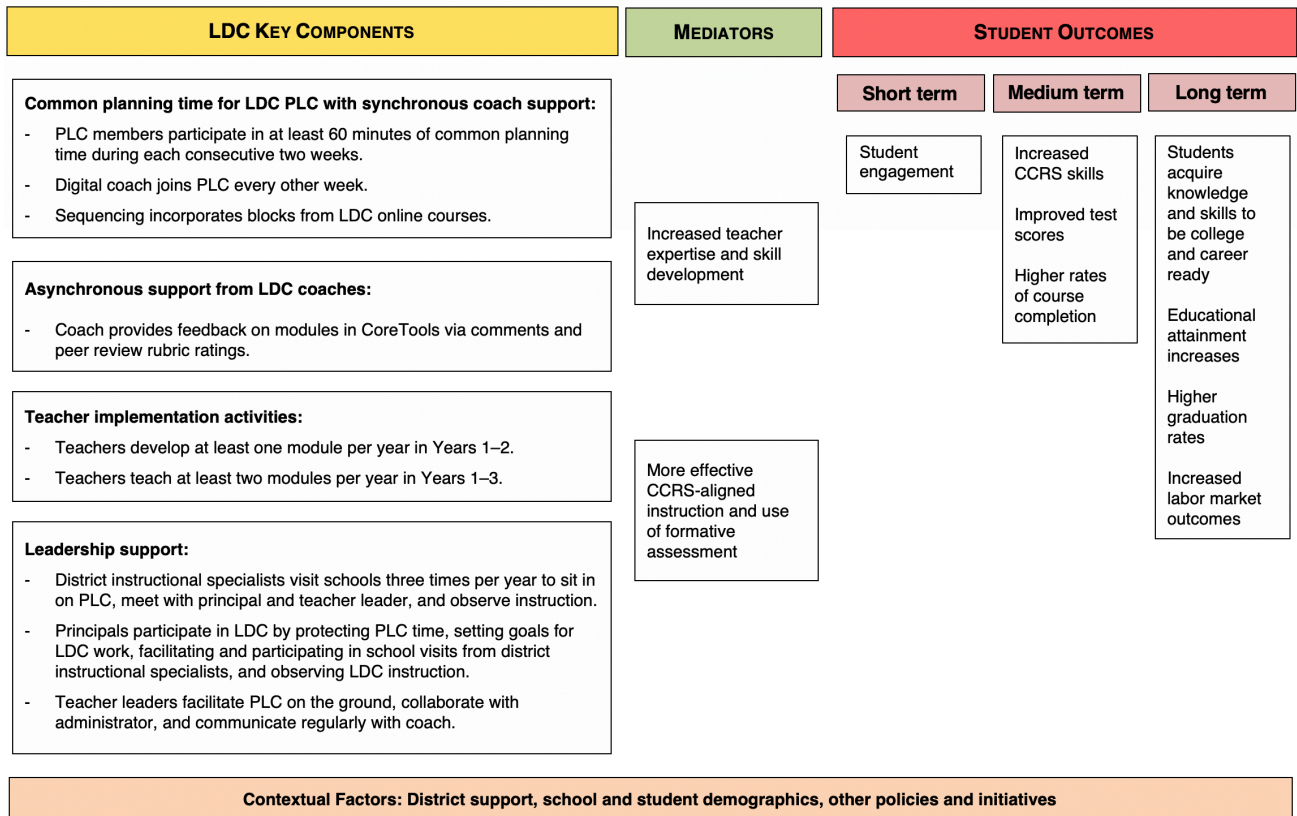 LDC KEY COMPONENTS
Common planning time for LDC PLC with synchronous coach support:
- PLC members participate in at least 60 minutes of common planning
time during each consecutive two weeks.
- Digital coach joins PLC every other week.
- Sequencing incorporates blocks from LDC online courses.
Asynchronous support from LDC coaches:
- Coach provides feedback on modules in CoreTools via comments and
peer review rubric ratings.
Teacher implementation activities:
- Teachers develop at least one module per year in Years 1–2.
- Teachers teach at least two modules per year in Years 1–3.
Leadership support:
- District instructional specialists visit schools three times per year to sit in
on PLC, meet with principal and teacher leader, and observe instruction.
- Principals participate in LDC by protecting PLC time, setting goals for
LDC work, facilitating and participating in school visits from district
instructional specialists, and observing LDC instruction.
- Teacher leaders facilitate PLC on the ground, collaborate with
administrator, and communicate regularly with coach.
MEDIATORS
Increased teacher
expertise and skill
development
More effective
CCRS-aligned
instruction and use
of formative
assessment
STUDENT OUTCOMES
Short term
Student
engagement
Medium term
Increased
CCRS skills
Improved test
scores
Higher rates
of course
completion
Long term
Students
acquire
knowledge
and skills to
be college
and career
ready
Educational
attainment
increases
Higher
graduation
rates
Increased
labor market
outcomes
Contextual Factors: District support, school and student demographics, other policies and initiatives